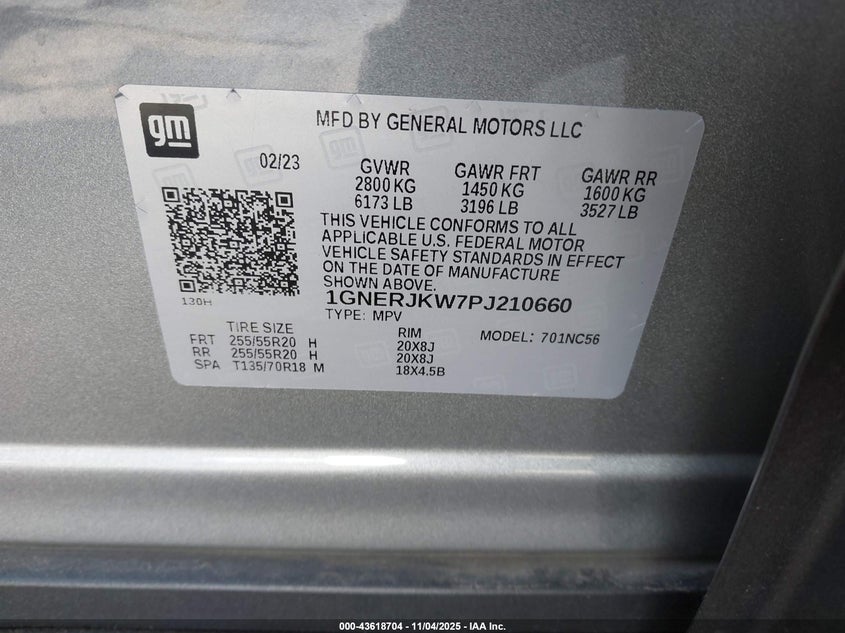 gm
MFD BY GENERAL MOTORS LLC
02/23
GVWR
2800 KG
6173 LB
GAWR FRT
1450 KG
3196 LB
GAWR RR
1600 KG
3527 LB
THIS VEHICLE CONFORMS TO ALL
APPLICABLE U.S. FEDERAL MOTOR
VEHICLE SAFETY STANDARDS IN EFFECT
ON THE DATE OF MANUFACTURE
SHOWN ABOVE.
130H
1GNERJKW7PJ210660
TYPE: MPV
TIRE SIZE RIM MODEL: 701NC56
FRT 255/55R20 H 20X8J
RR 255/55R20 H 20X8J
SPA T135/70R18 M 18X4.5B
000-43618704 - 11/04/2025 - IAA Inc.